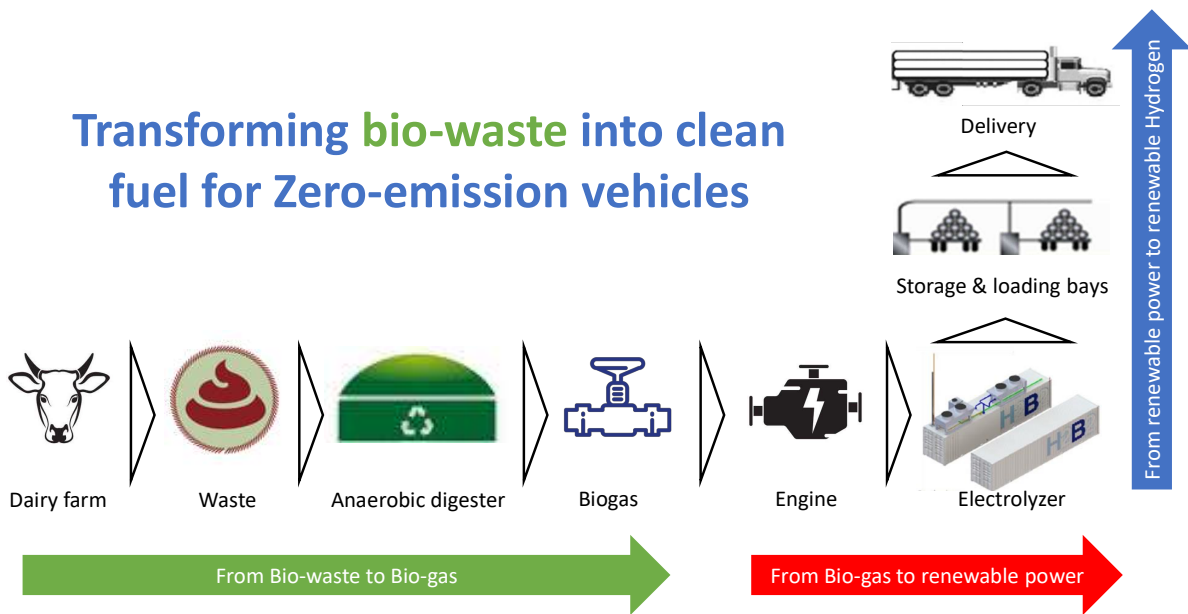 Transforming bio-waste into clean
fuel for Zero-emission vehicles
Delivery
Storage & loading bays
Dairy farm
Waste
Anaerobic digester
Biogas
Engine
Electrolyzer
H2B
H2B
From Bio-waste to Bio-gas
From Bio-gas to renewable power
From renewable power to renewable Hydrogen